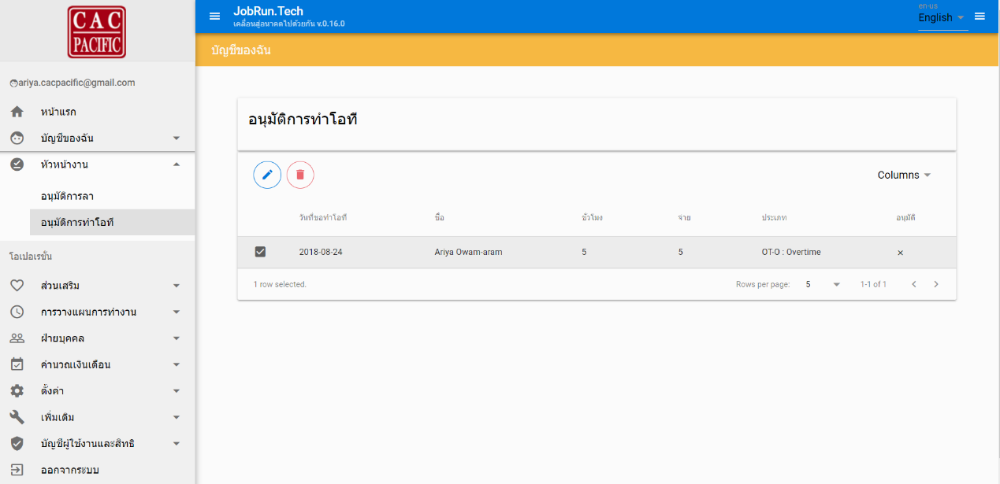 CAC
PACIFIC
ariya.cacpacific@gmail.com
หน้าแรก
บัญชีของฉัน
หัวหน้างาน
อนุมัติการลา
อนุมัติการทำโอที
โอเปอเรชั่น
ส่วนเสริม
การวางแผนการทำงาน
ฝ่ายบุคคล
คำนวณเงินเดือน
ตั้งค่า
เพิ่มเติม
บัญชีผู้ใช้งานและสิทธิ
ออกจากระบบ
JobRun.Tech
เคลื่อนสู่อนาคตไปด้วยกัน v.0.16.0
en-us
English
บัญชีของฉัน
อนุมัติการทำโอที
Columns
วันที่ขอทำโอที ชื่อ ชั่วโมง จ่าย ประเภท อนุมัติ
2018-08-24 Ariya Owam-aram 5 5 OT-O : Overtime
1 row selected. Rows per page: 5 1-1 of 1